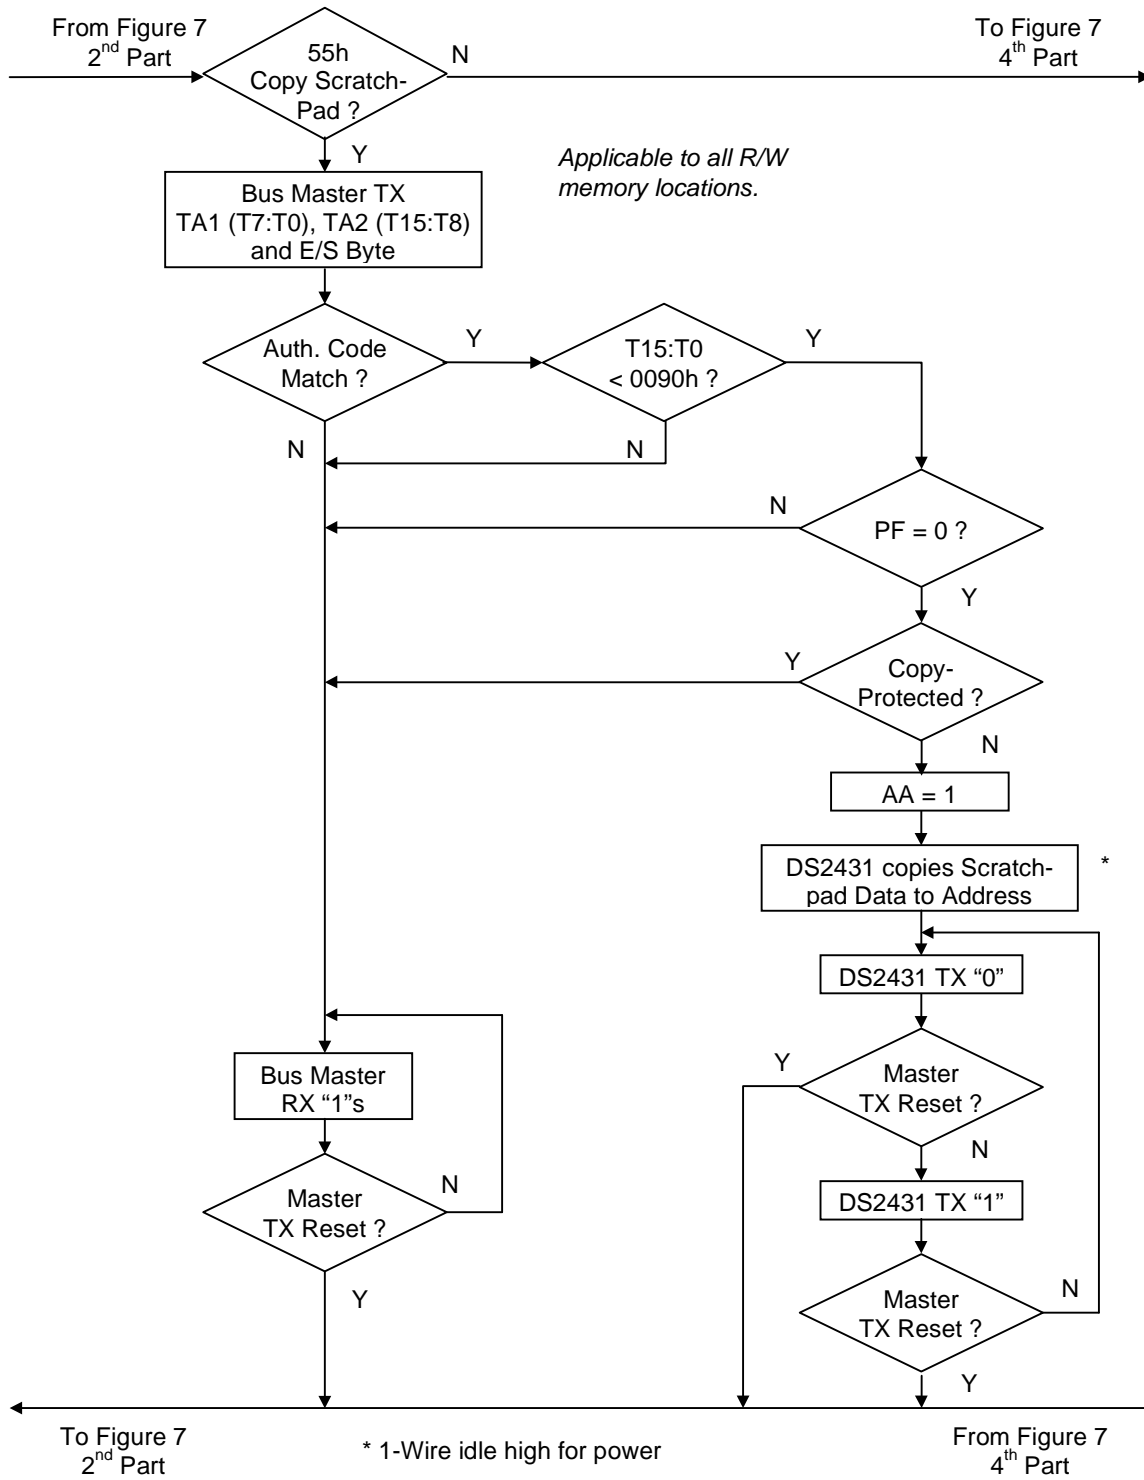 From Figure 7
2nd Part
55h
Copy Scratch-
Pad ?
N
To Figure 7
4th Part
Y
Applicable to all R/W
memory locations.
Bus Master TX
TA1 (T7:T0), TA2 (T15:T8)
and E/S Byte
Auth. Code
Match ?
Y
T15:T0
< 0090h ?
Y
N
N
N
PF = 0 ?
Y
Y
Copy-
Protected ?
N
AA = 1
DS2431 copies Scratch-
pad Data to Address
*
DS2431 TX “0”
Y
Master
TX Reset ?
Bus Master
RX “1”s
N
DS2431 TX “1”
Master
TX Reset ?
N
Y
Master
TX Reset ?
N
Y
To Figure 7
2nd Part
* 1-Wire idle high for power
From Figure 7
4th Part